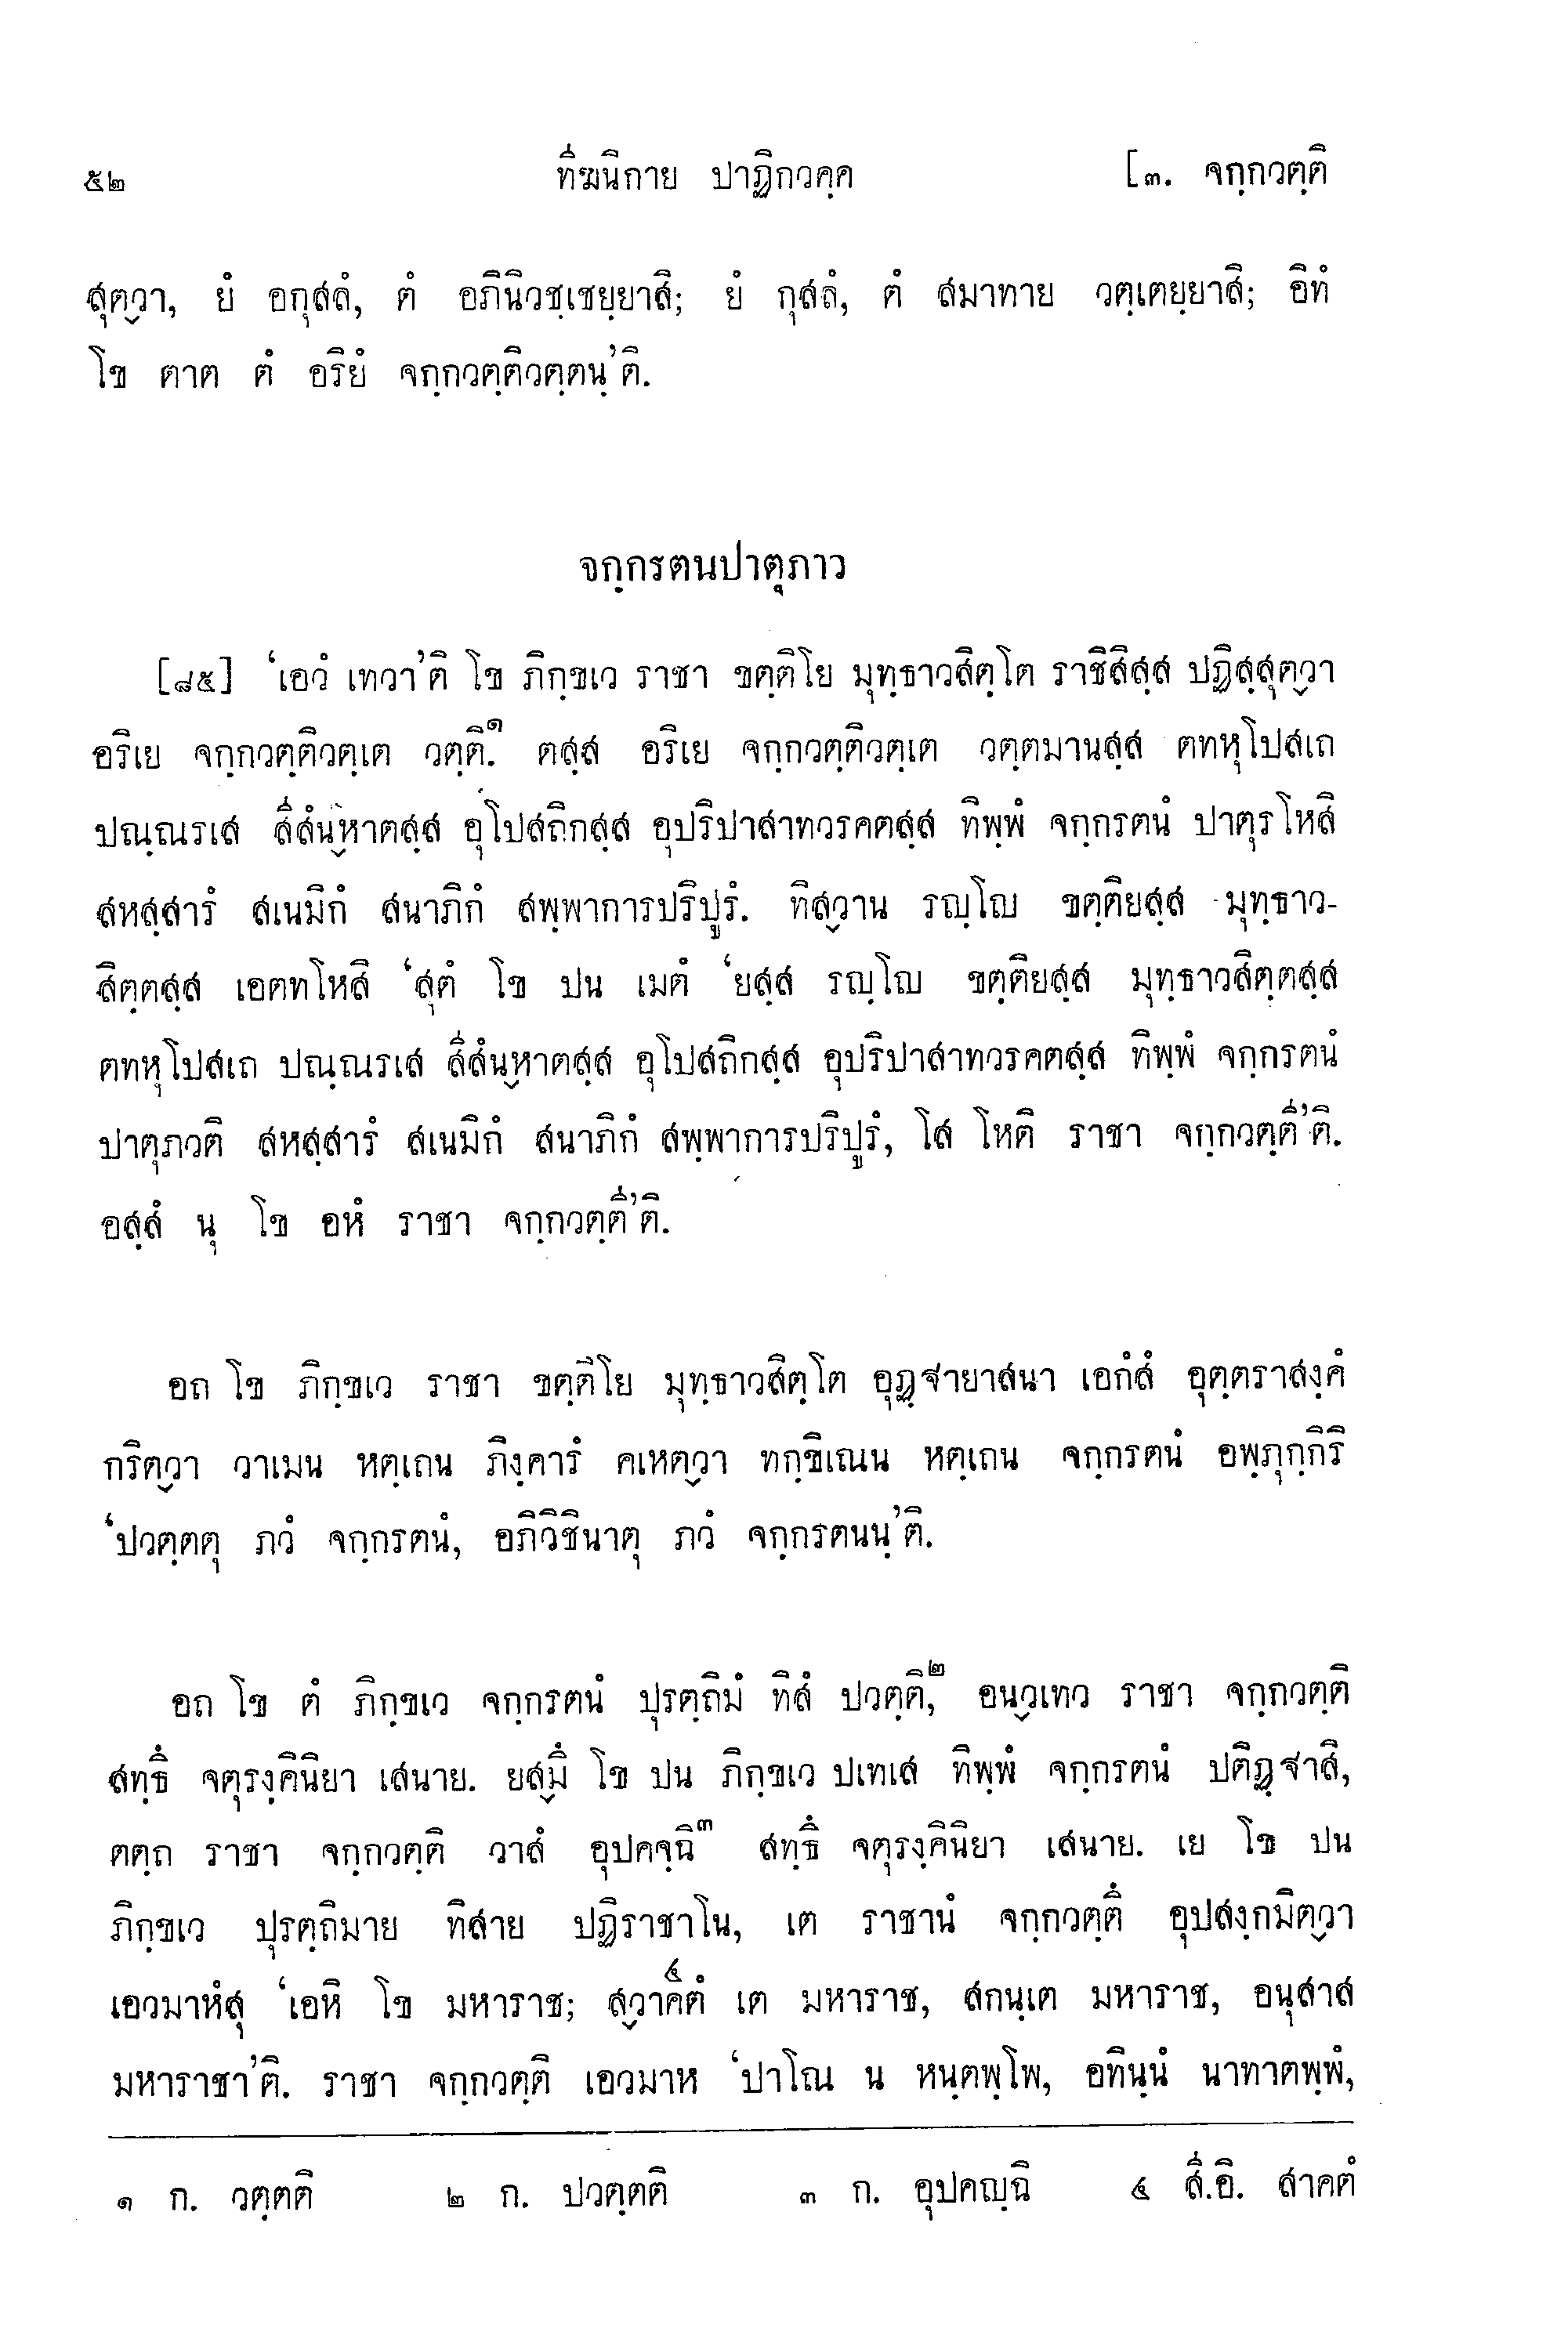 ๕๒ ทีฆนิกาย ปาฏิกวคฺค [๓. จกฺกวตฺติ
สุตฺวา, ยํ อกุสลํ, ตํ อภินิวชฺเชยฺยาสิ; ยํ กุสลํ, ตํ สมาทาย วตฺเตยฺยาสิ; อิทํ
โข ตาต ตํ อริยํ จกฺกวตฺติวตฺตนฺ’ติ.
จกฺกรตนปาตุภาว
[๘๕] ‘เอวํ เทวา’ติ โข ภิกฺขเว ราชา ขตฺติโย มุทฺธาวสิตฺโต ราชิสิสฺส ปฏิสฺสุตฺวา
อริเย จกฺกวตฺติวตฺเต วตฺติ.๑ ตสฺส อริเย จกฺกวตฺติวตฺเต วตฺตมานสฺส ตทหุโปสเถ
ปณฺณรเส สีสํนฺหาตสฺส อุโปสถิกสฺส อุปริปาสาทวรคตสฺส ทิพฺพํ จกฺกรตนํ ปาตุรโหสิ
สหสฺสารํ สเนมิกํ สนาภิกํ สพฺพาการปริปูรํ. ทิสฺวาน รญฺโญ ขตฺติยสฺส มุทฺธาว-
สิตฺตสฺส เอตทโหสิ ‘สุตํ โข ปน เมตํ ‘ยสฺส รญฺโญ ขตฺติยสฺส มุทฺธาวสิตฺตสฺส
ตทหุโปสเถ ปณฺณรเส สีสํนฺหาตสฺส อุโปสถิกสฺส อุปริปาสาทวรคตสฺส ทิพฺพํ จกฺกรตนํ
ปาตุภวติ สหสฺสารํ สเนมิกํ สนาภิกํ สพฺพาการปริปูรํ, โส โหติ ราชา จกฺกวตฺตี’ติ.
อสฺสํ นุ โข อหํ ราชา จกฺกวตฺตี’ติ.
อถ โข ภิกฺขเว ราชา ขตฺติโย มุทฺธาวสิตฺโต อุฏฺฐายาสนา เอกํสํ อุตฺตราสงฺคํ
กริตฺวา วาเมน หตฺเถน ภิงฺคารํ คเหตฺวา ทกฺขิเณน หตฺเถน จกฺกรตนํ อพฺภุกฺกิริ
‘ปวตฺตตุ ภวํ จกฺกรตนํ, อภิวิชินาตุ ภวํ จกฺกรตนนฺ’ติ.
อถ โข ตํ ภิกฺขเว จกฺกรตนํ ปุรตฺถิมํ ทิสํ ปวตฺติ,๒ อนฺวเทว ราชา จกฺกวตฺติ
สทฺธึ จตุรงฺคินิยา เสนาย. ยสฺมึ โข ปน ภิกฺขเว ปเทเส ทิพฺพํ จกฺกรตนํ ปติฏฺฐาสิ,
ตตฺถ ราชา จกฺกวตฺติ วาสํ อุปคจฺฉิ๓ สทฺธึ จตุรงฺคินิยา เสนาย. เย โข ปน
ภิกฺขเว ปุรตฺถิมาย ทิสาย ปฏิราชาโน, เต ราชานํ จกฺกวตฺตึ อุปสงฺกมิตฺวา
เอวมาหํสุ ‘เอหิ โข มหาราช; สฺวาคตํ๔ เต มหาราช, สกนฺเต มหาราช, อนุสาส
มหาราชา’ติ. ราชา จกฺกวตฺติ เอวมาห ‘ปาโณ น หนฺตพฺโพ, อทินฺนํ นาทาตพฺพํ,
๑ ก. วตฺตติ ๒ ก. ปวตฺตติ ๓ ก. อุปคญฺฉิ ๔ สี.อิ. สาคตํ